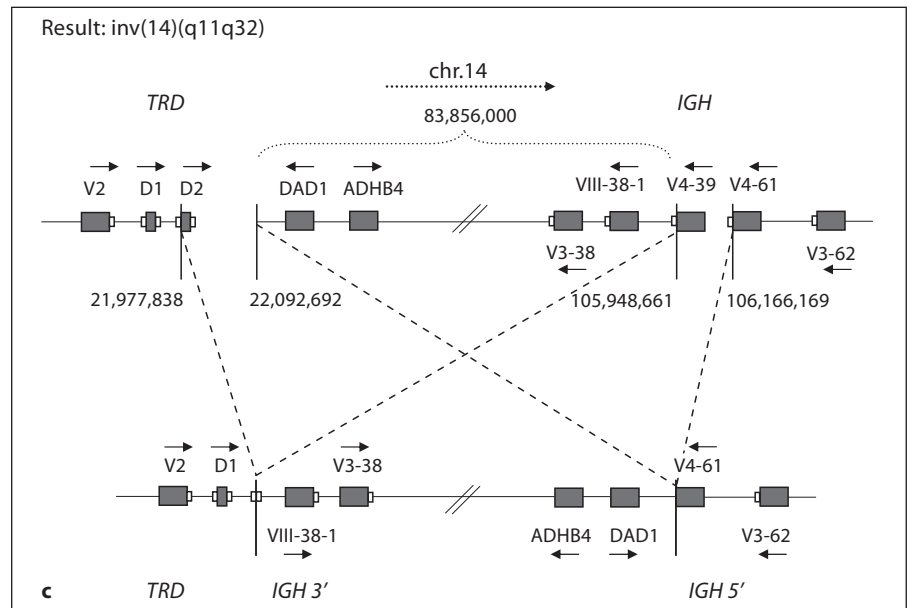 Result: inv(14)(q11q32)
chr.14
TRD IGH
83,856,000
V2 D1 D2 DAD1 ADHB4 VIII-38-1 V4-39 V4-61
V3-38 V3-62
21,977,838 22,092,692 105,948,661 106,166,169
V2 D1 V3-38 V4-61
VIII-38-1 ADHB4 DAD1 V3-62
c TRD IGH 3′ IGH 5′